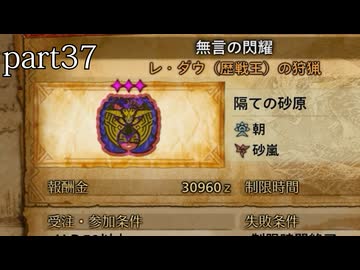 part37
無言の閃耀
レ・ダウ（歴戦王）の狩猟
隔ての砂原
朝
砂嵐
報酬金 30960z 制限時間
受注・参加条件 失敗条件